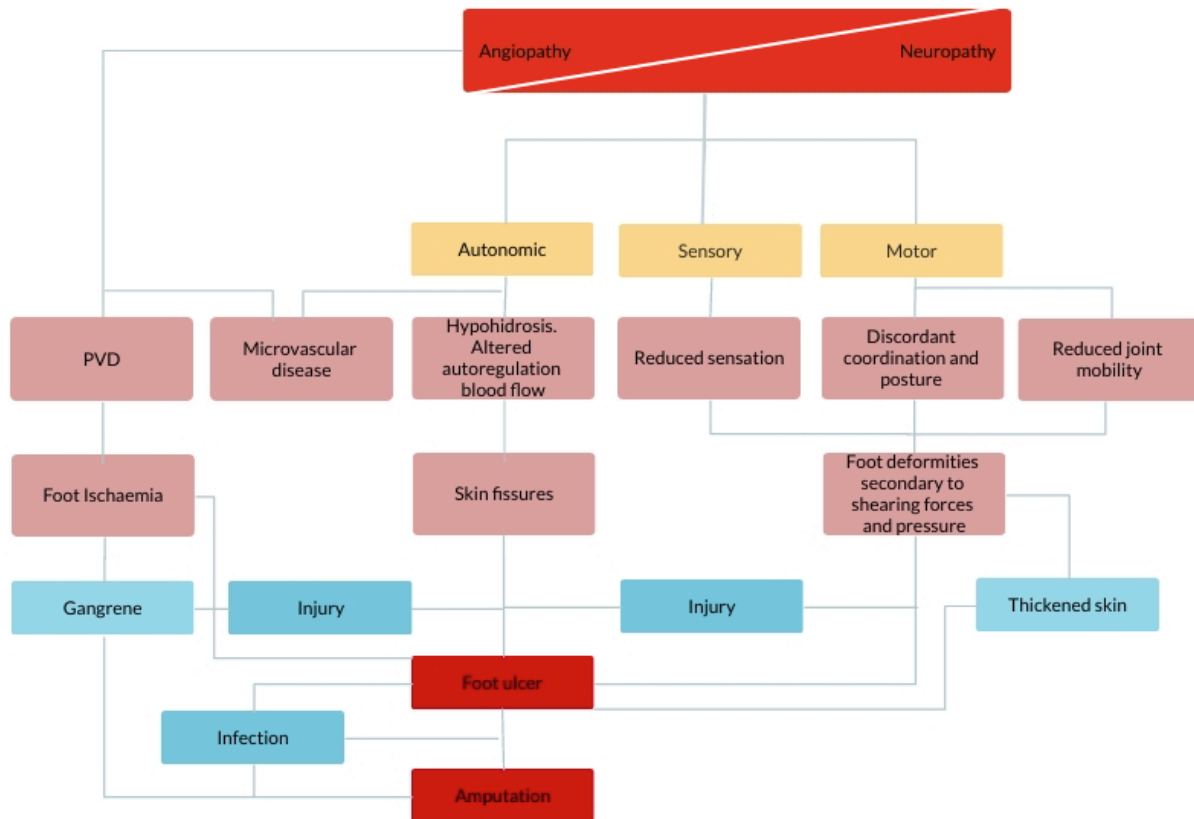 Angiopathy
Neuropathy
Autonomic
Sensory
Motor
PVD
Microvascular
disease
Hypohidrosis.
Altered
autoregulation
blood flow
Reduced sensation
Discordant
coordination and
posture
Reduced joint
mobility
Foot Ischaemia
Skin fissures
Foot deformities
secondary to
shearing forces
and pressure
Gangrene
Injury
Injury
Thickened skin
Foot ulcer
Infection
Amputation